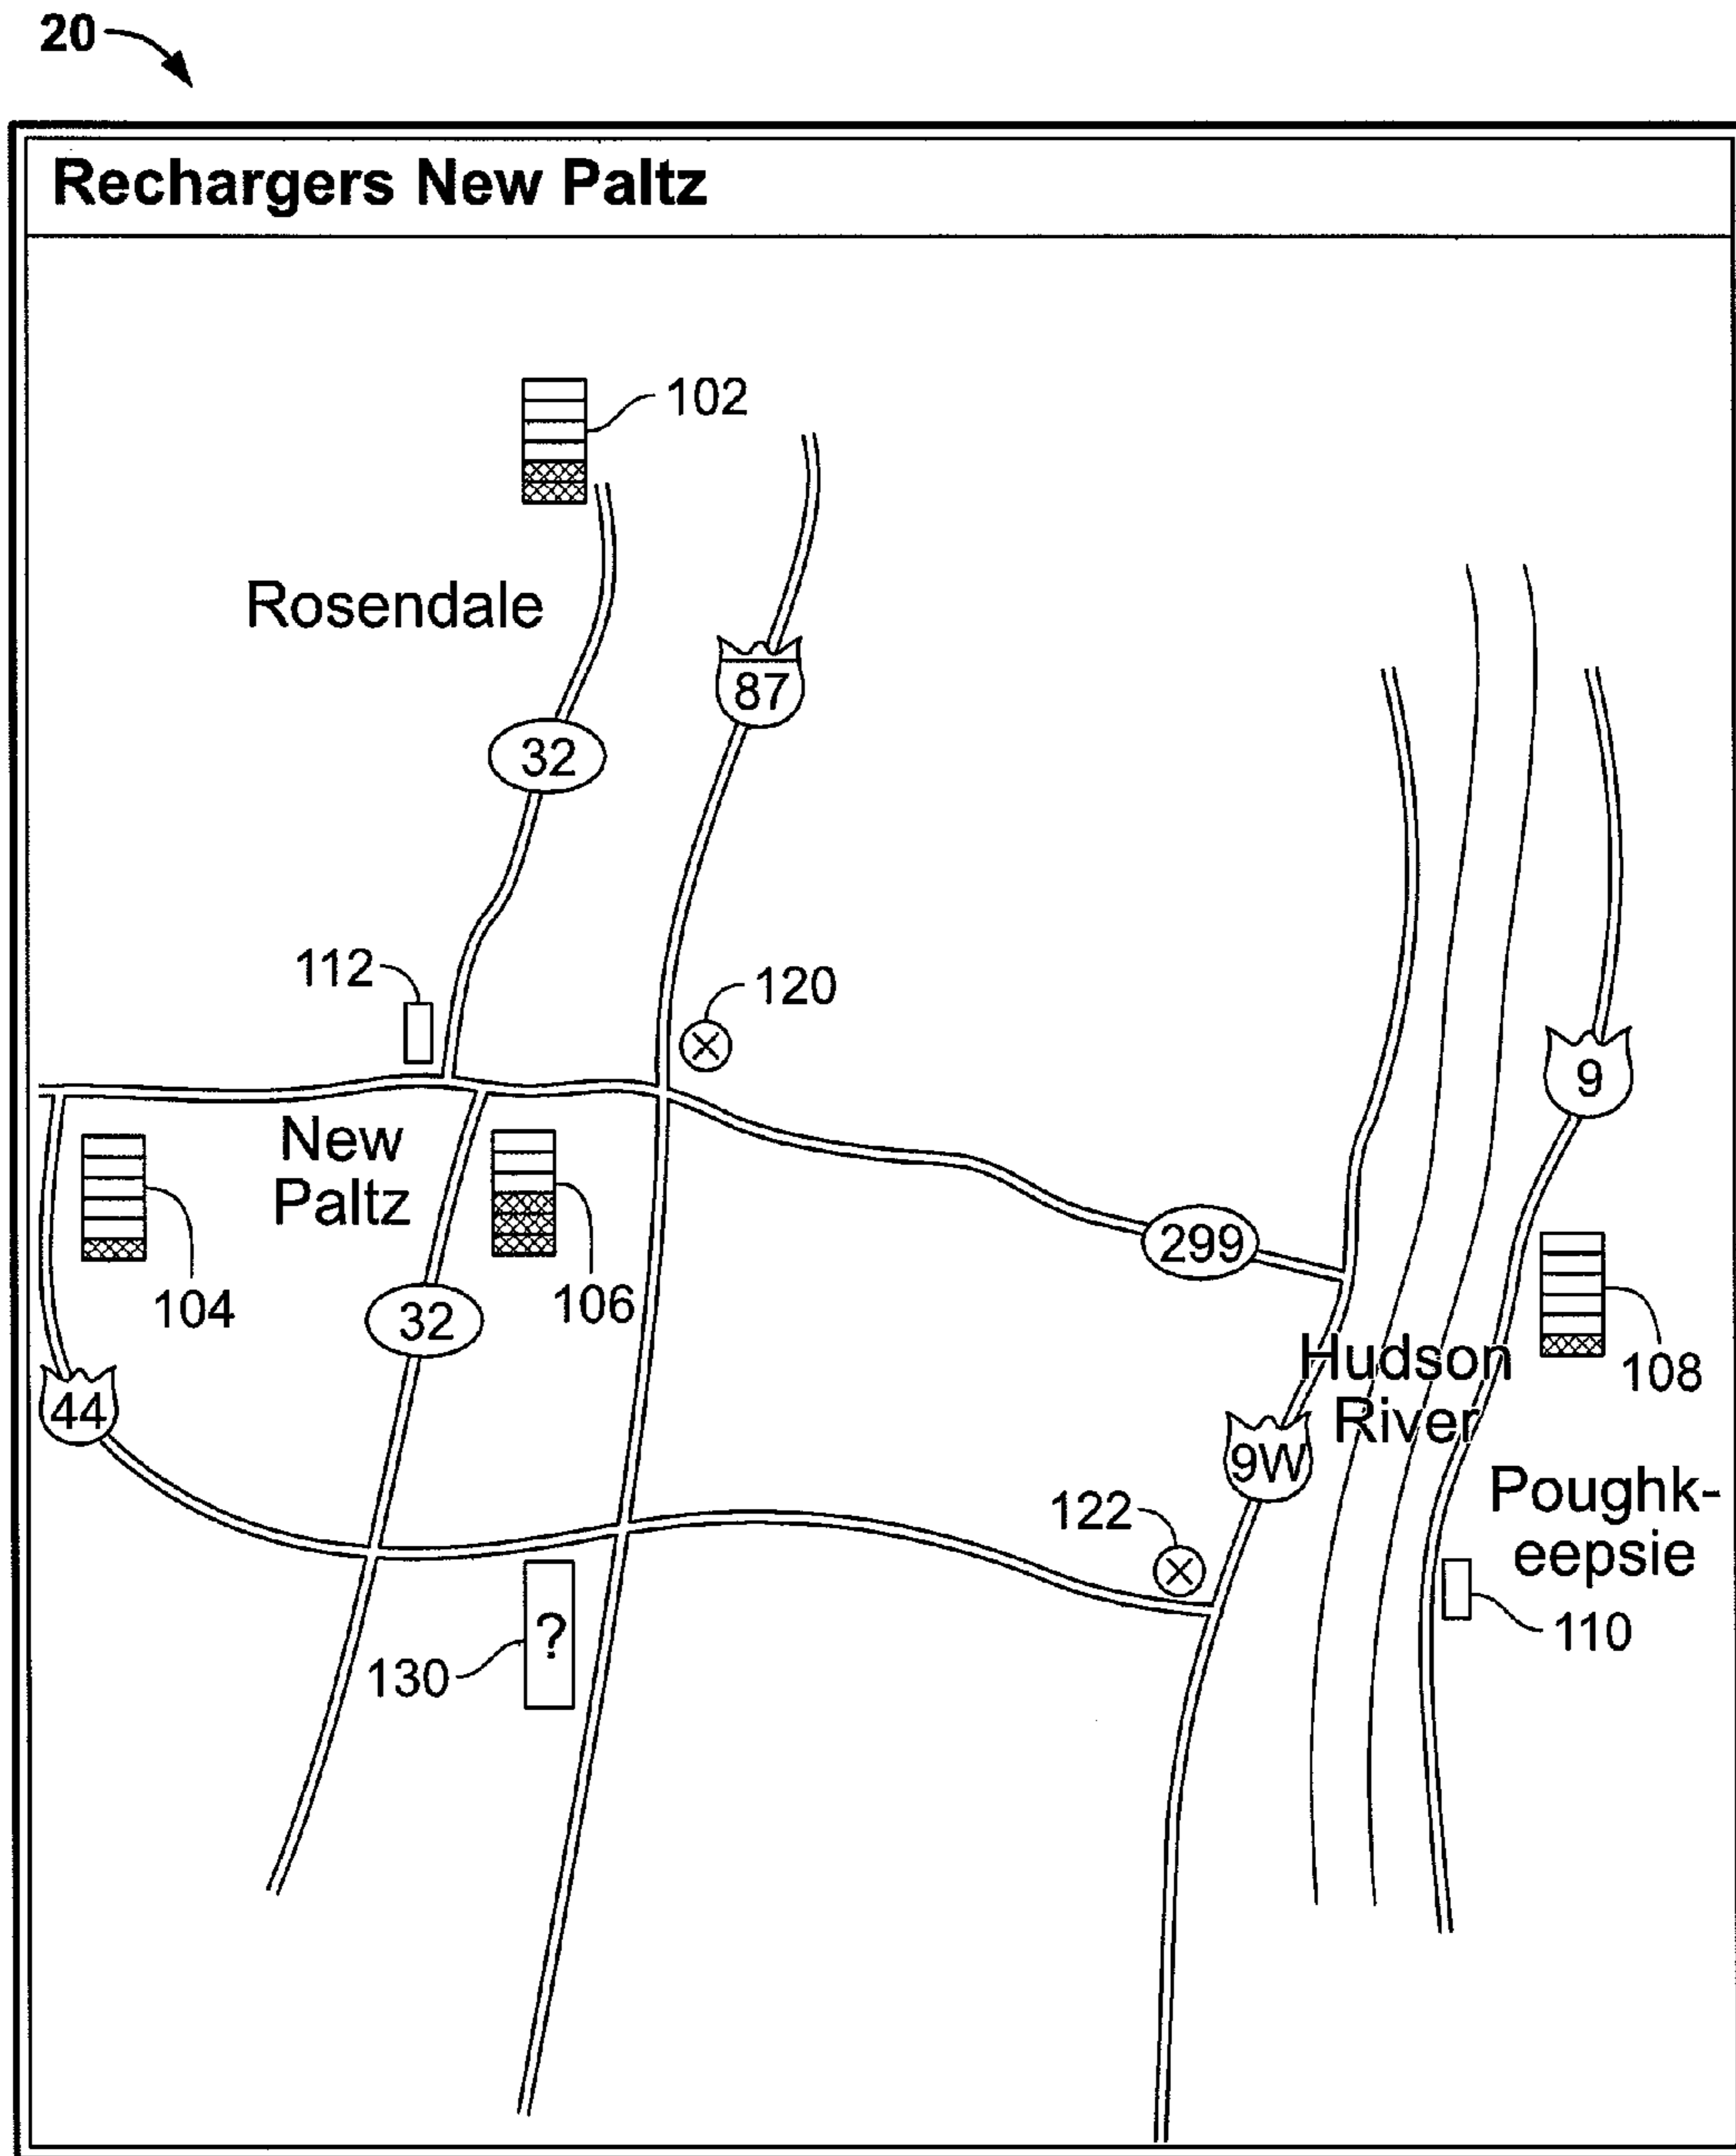 20
Rechargers New Paltz
102
Rosendale
87
32
112
120
9
New
Paltz
299
104
106
32
108
Hudson
River
44
9W
Poughk-
eepsie
122
110
?
130